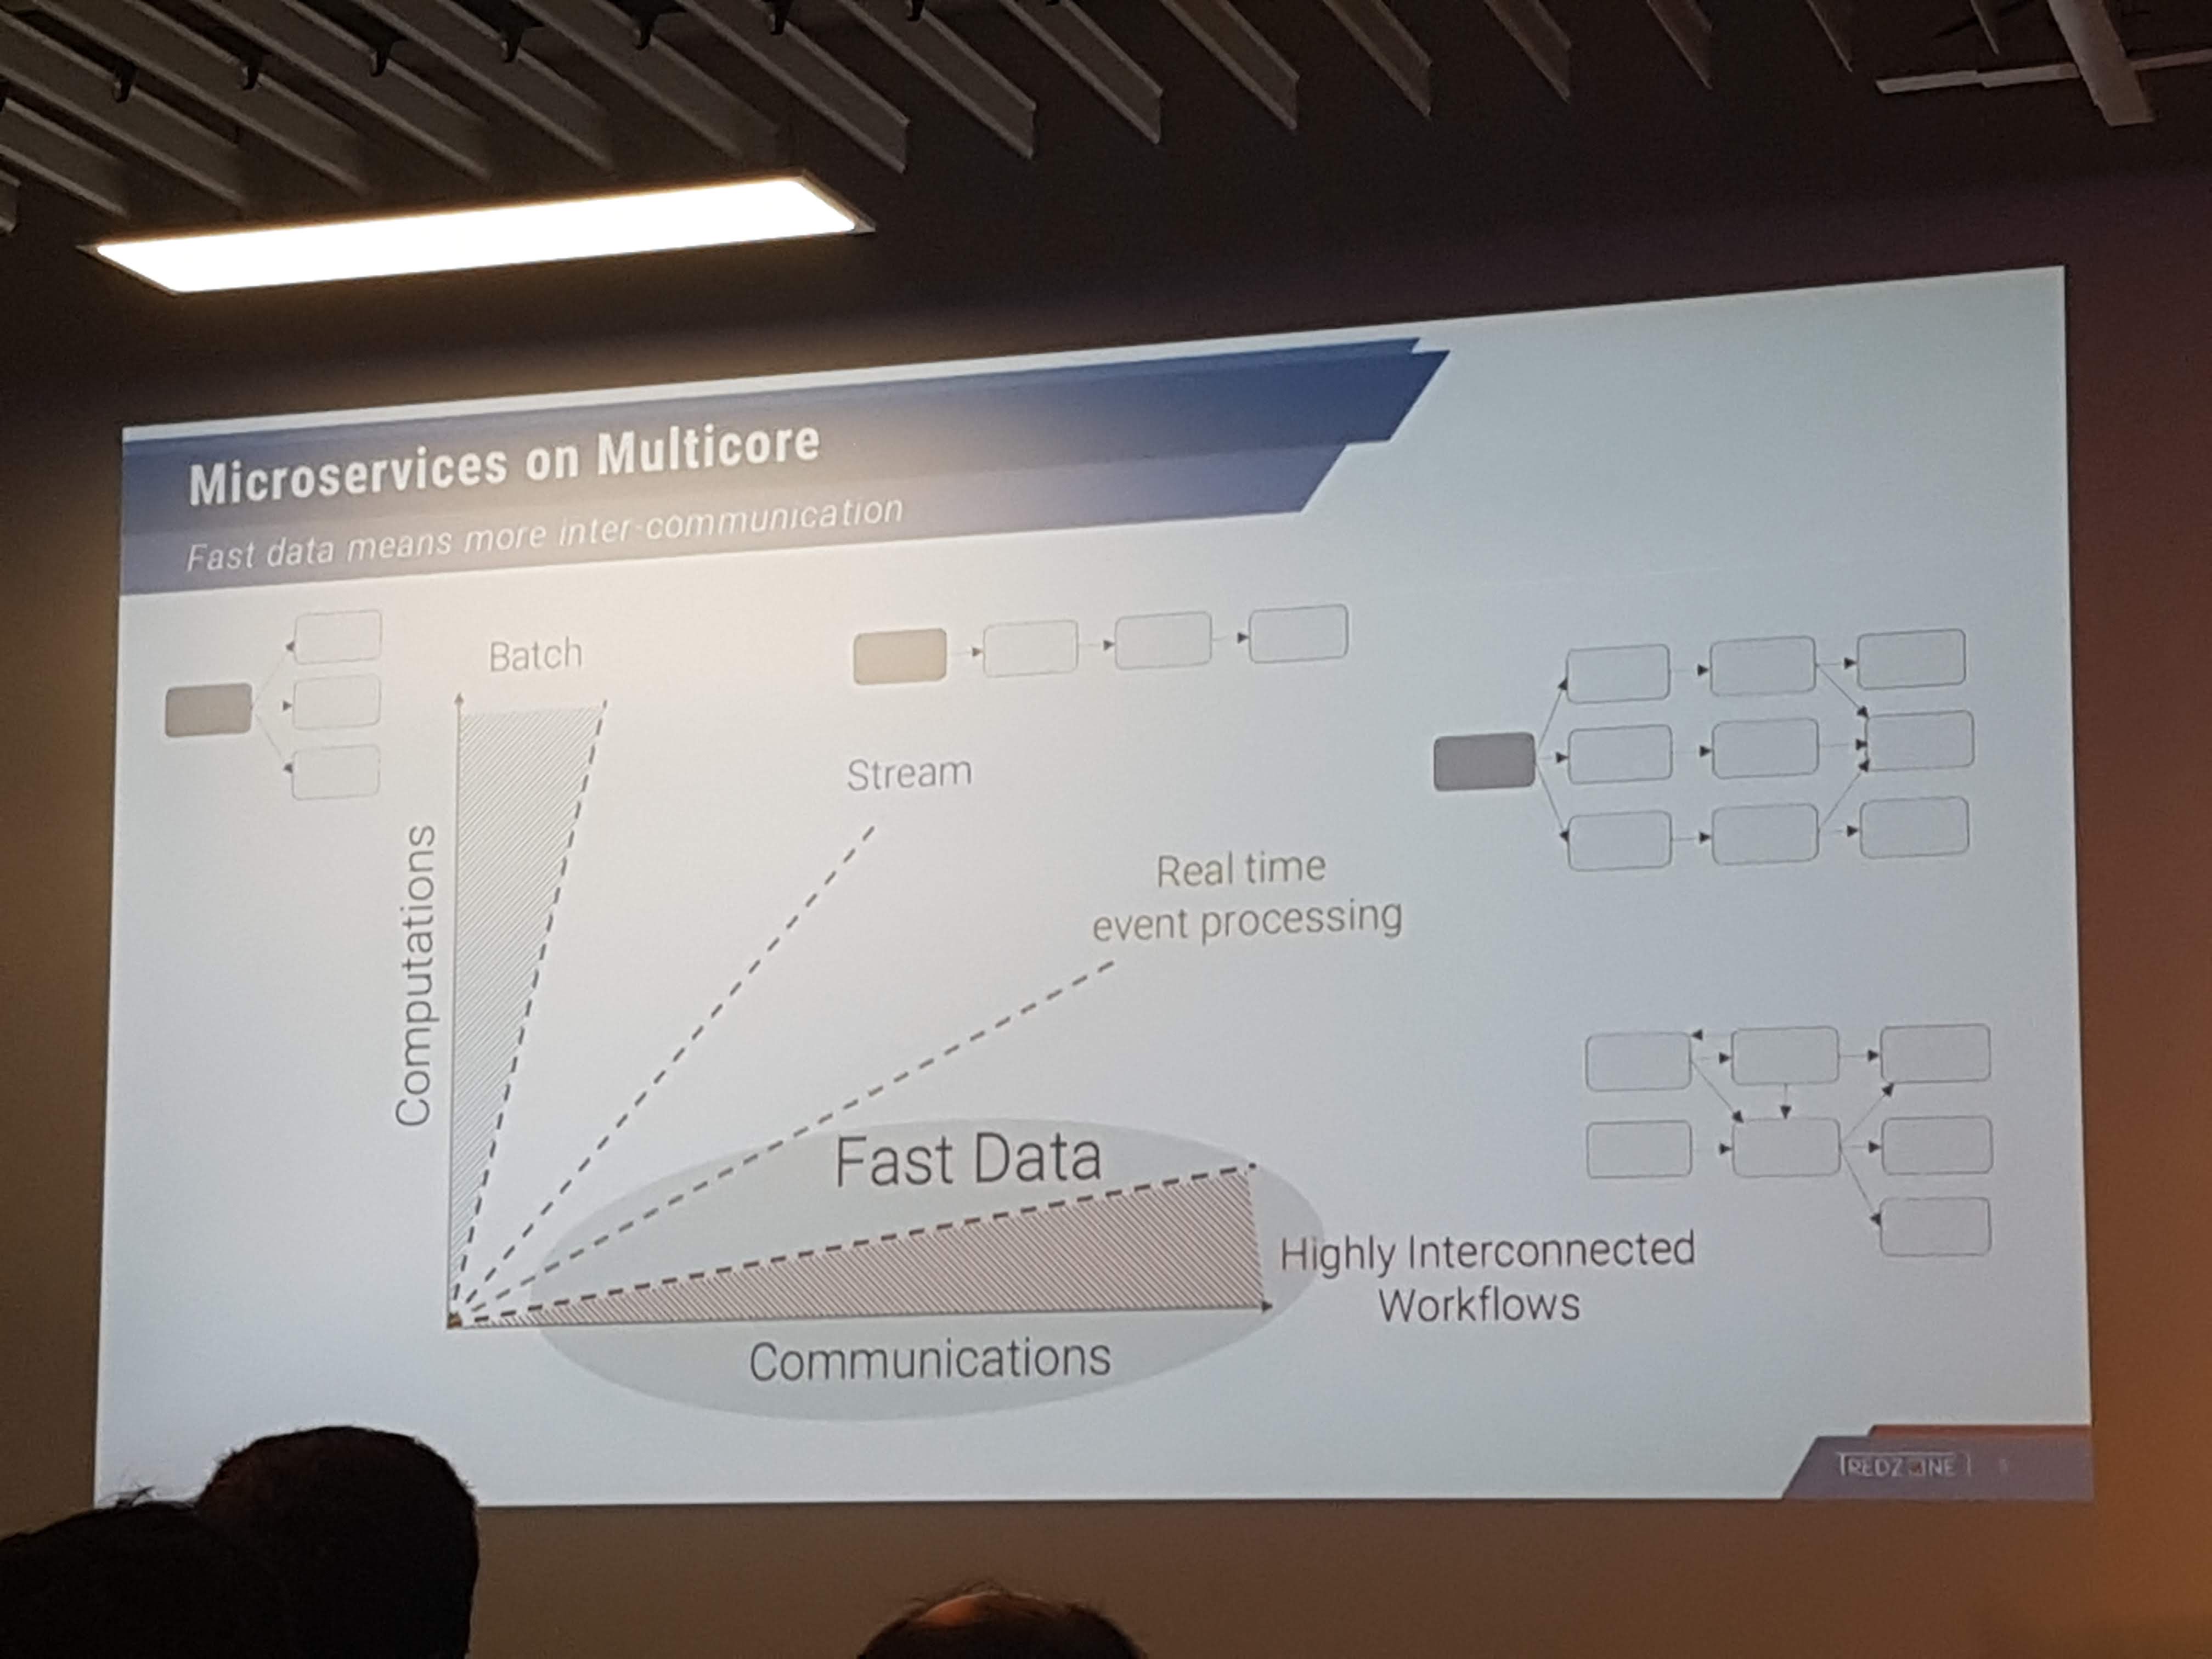 Microservices on Multicore
Fast data means more inter-communication
Batch
Stream
Real time
event processing
Computations
Fast Data
Highly Interconnected
Workflows
Communications
REDZONE